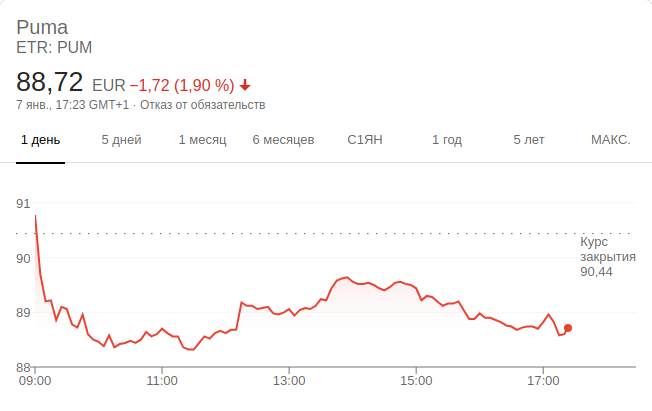 Puma
ETR: PUM
88,72 EUR −1,72 (1,90 %)
7 янв., 17:23 GMT+1 · Отказ от обязательств
1 день 5 дней 1 месяц 6 месяцев С1ЯН 1 год 5 лет МАКС.
91
Курс
закрытия
90,44
90
89
88
09:00 11:00 13:00 15:00 17:00